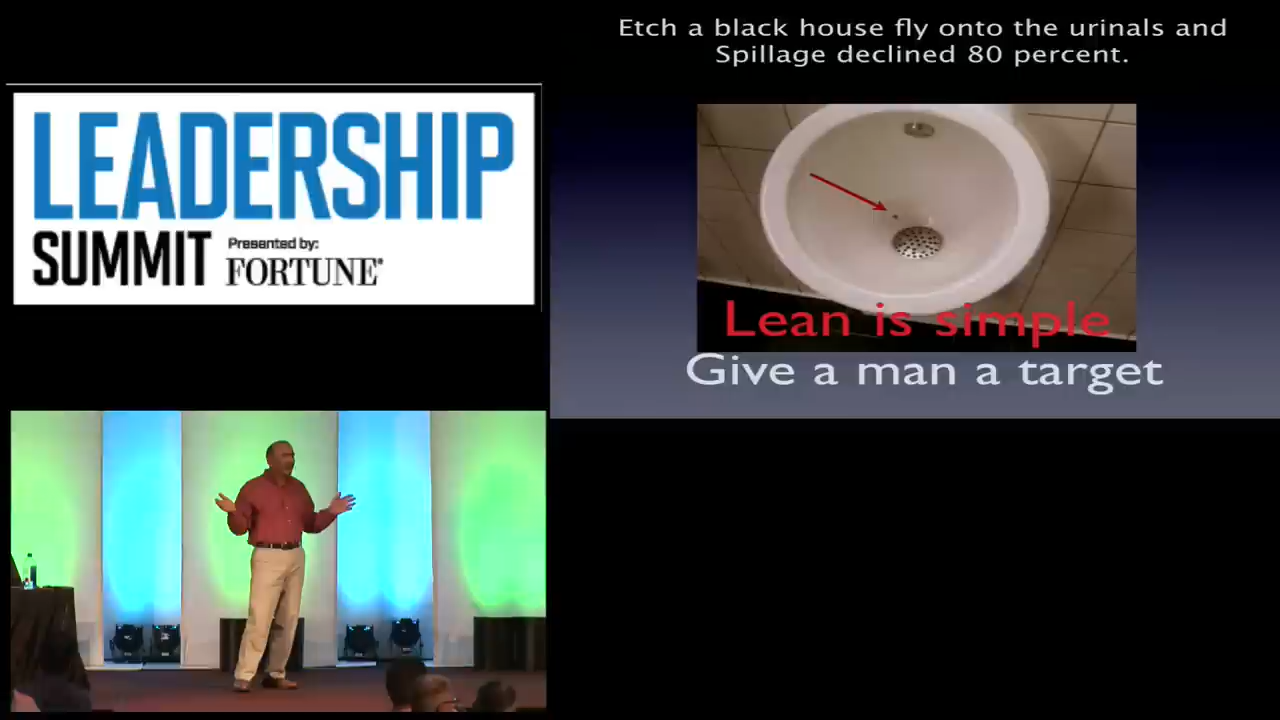 Etch a black house fly onto the urinals and
Spillage declined 80 percent.
LEADERSHIP
SUMMIT
Presented by:
FORTUNE
Lean is simple
Give a man a target